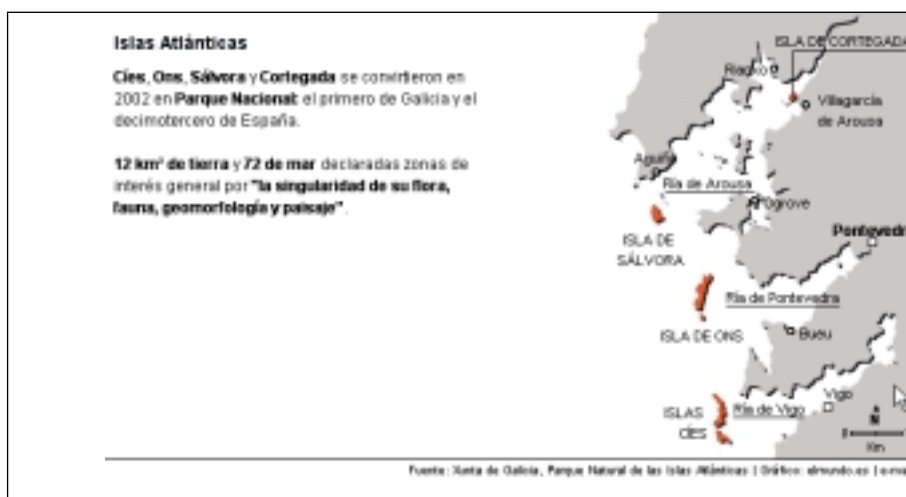 Islas Atlánticas
Cíes, Ons, Sálvora y Cortegada se convirtieron en
2002 en Parque Nacional: el primero de Galicia y el
decimotercero de España.
12 km² de tierra y 72 de mar declaradas zonas de
interés general por "la singularidad de su flora,
fauna, geomorfología y paisaje".
ISLA DE CORTEGADA
Vilagarcía
de Arousa
Ría de Arousa
Ogrove
ISLA DE
SÁLVORA
Pontevedr
Ría de Pontevedra
ISLA DE ONS
Bueu
ISLAS
CÍES
Ría de Vigo
Vigo
N
Km
Fuente: Xunta de Galicia, Parque Natural de las Islas Atlánticas | Gráfico: elmundo.es |